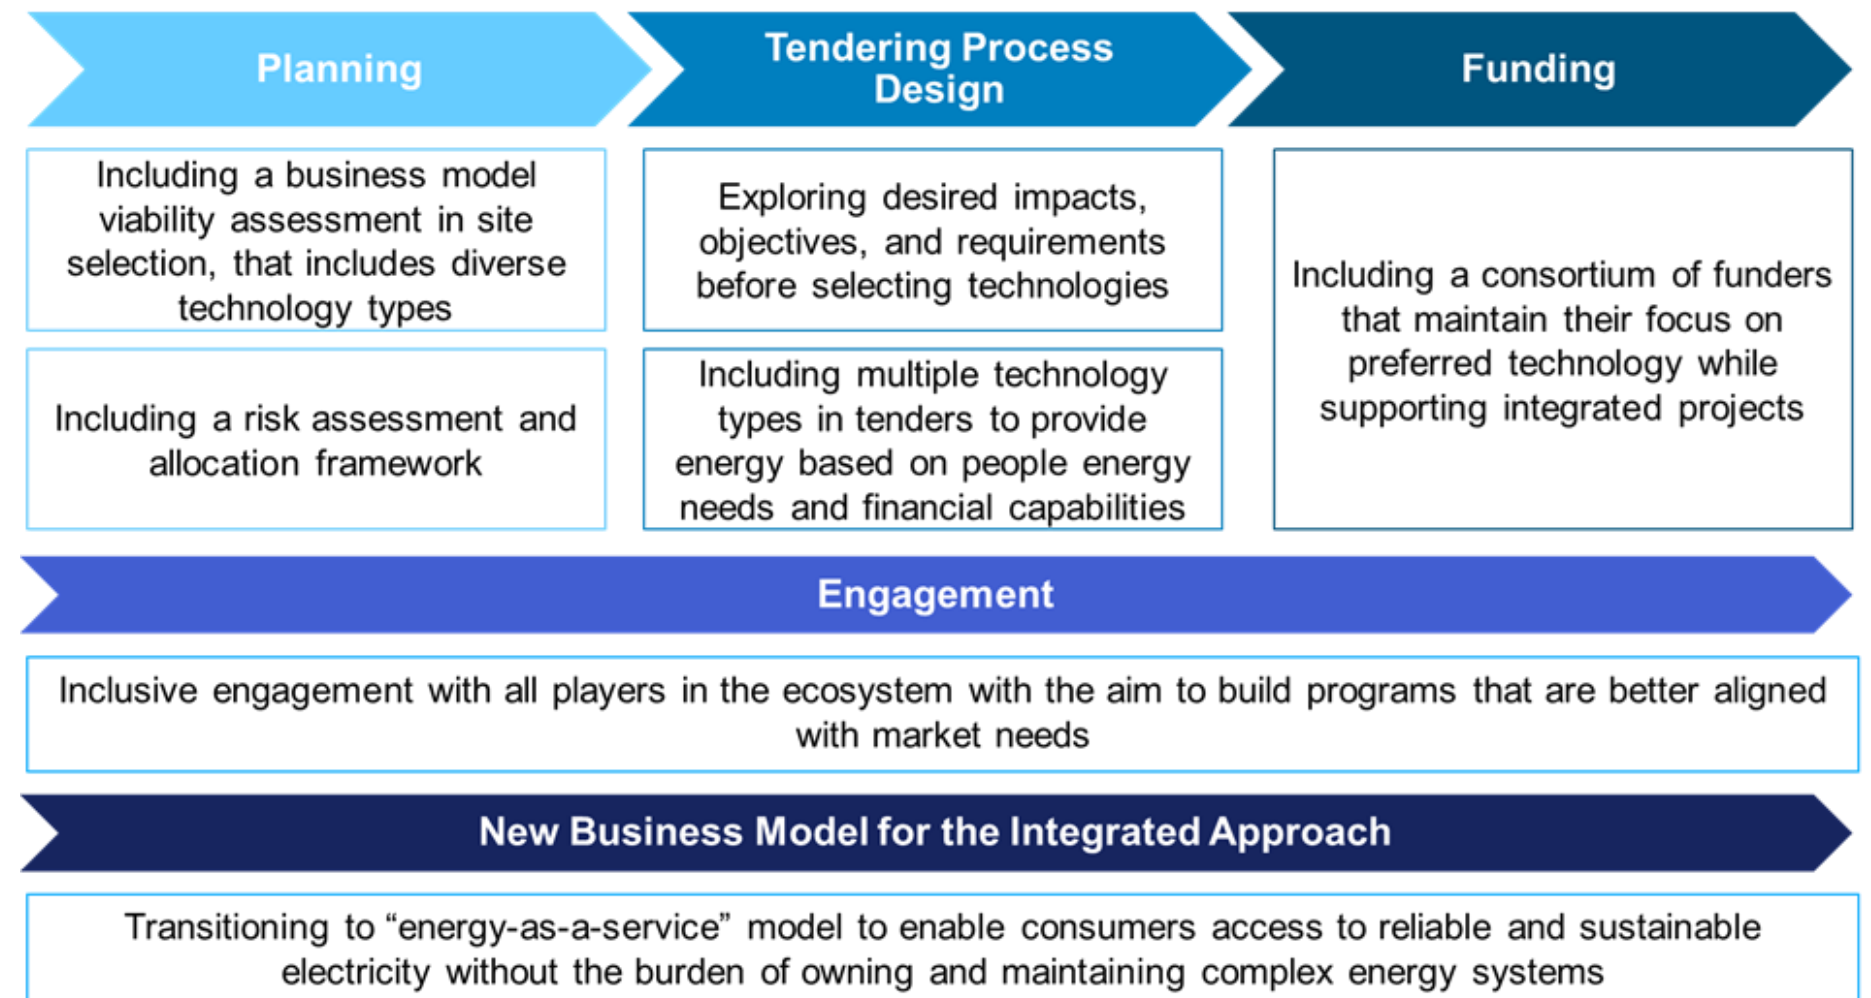 Planning
Including a business model
viability assessment in site
selection, that includes diverse
technology types
Including a risk assessment and
allocation framework
Tendering Process
Design
Exploring desired impacts,
objectives, and requirements
before selecting technologies
Including multiple technology
types in tenders to provide
energy based on people energy
needs and financial capabilities
Funding
Including a consortium of funders
that maintain their focus on
preferred technology while
supporting integrated projects
Engagement
Inclusive engagement with all players in the ecosystem with the aim to build programs that are better aligned
with market needs
New Business Model for the Integrated Approach
Transitioning to “energy-as-a-service” model to enable consumers access to reliable and sustainable
electricity without the burden of owning and maintaining complex energy systems